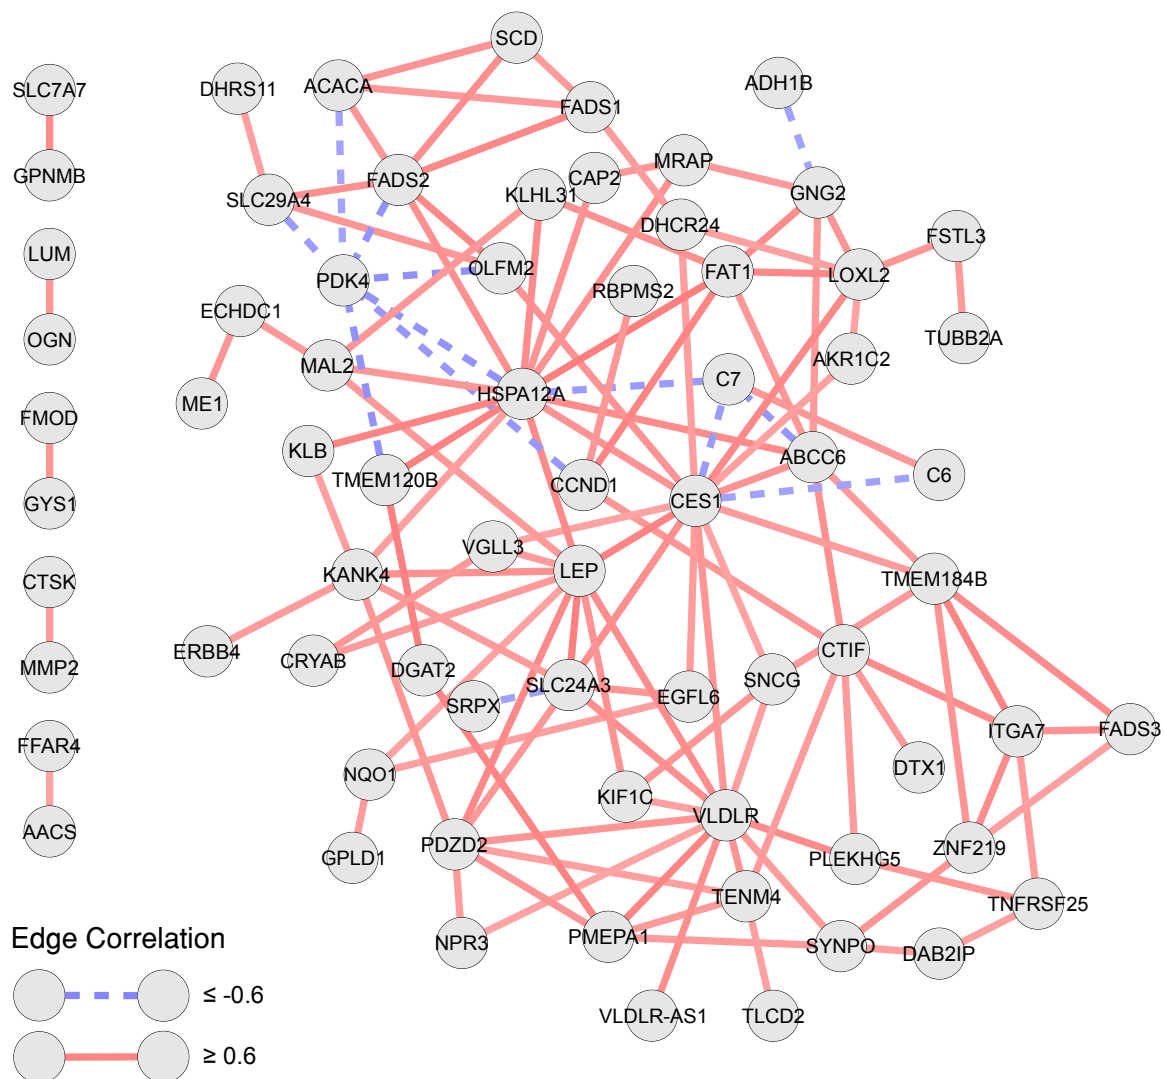 SCD
SLC7A7
DHRS11
ACACA
ADH1B
FADS1
GPNMB
MRAP
FADS2
CAP2
KLHL31
GNG2
SLC29A4
DHCR24
FSTL3
LUM
OLFM2
FAT1
LOXL2
PDK4
RBPMS2
ECHDC1
OGN
TUBB2A
MAL2
AKR1C2
C7
HSPA12A
ME1
FMOD
KLB
ABCC6
TMEM120B
CCND1
C6
GYS1
CES1
VGLL3
KANK4
LEP
TMEM184B
CTSK
ERBB4
CRYAB
CTIF
MMP2
DGAT2
SLC24A3
SNCG
SRPX
EGFL6
FFAR4
ITGA7
FADS3
NQO1
DTX1
KIF1C
VLDLR
AACS
GPLD1
PDZD2
PLEKHG5
ZNF219
TENM4
TNFRSF25
Edge Correlation
NPR3
PMEPA1
SYNPO
DAB2IP
≤ -0.6
VLDLR-AS1
TLCD2
≥ 0.6